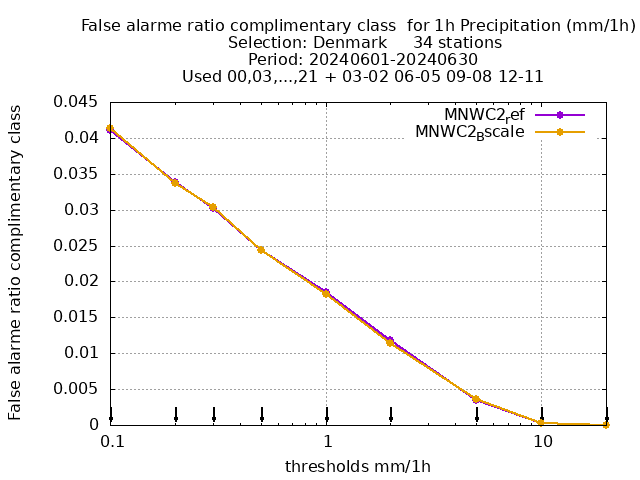 False alarme ratio complimentary class  for 1h Precipitation (mm/1h)
Selection: Denmark     34 stations
Period: 20240601-20240630
Used 00,03,...,21 + 03-02 06-05 09-08 12-11
MNWC2ref
MNWC2Bscale
0.045
0.04
0.035
0.03
0.025
0.02
0.015
0.01
0.005
0
False alarme ratio complimentary class
0.1 1 10
thresholds mm/1h